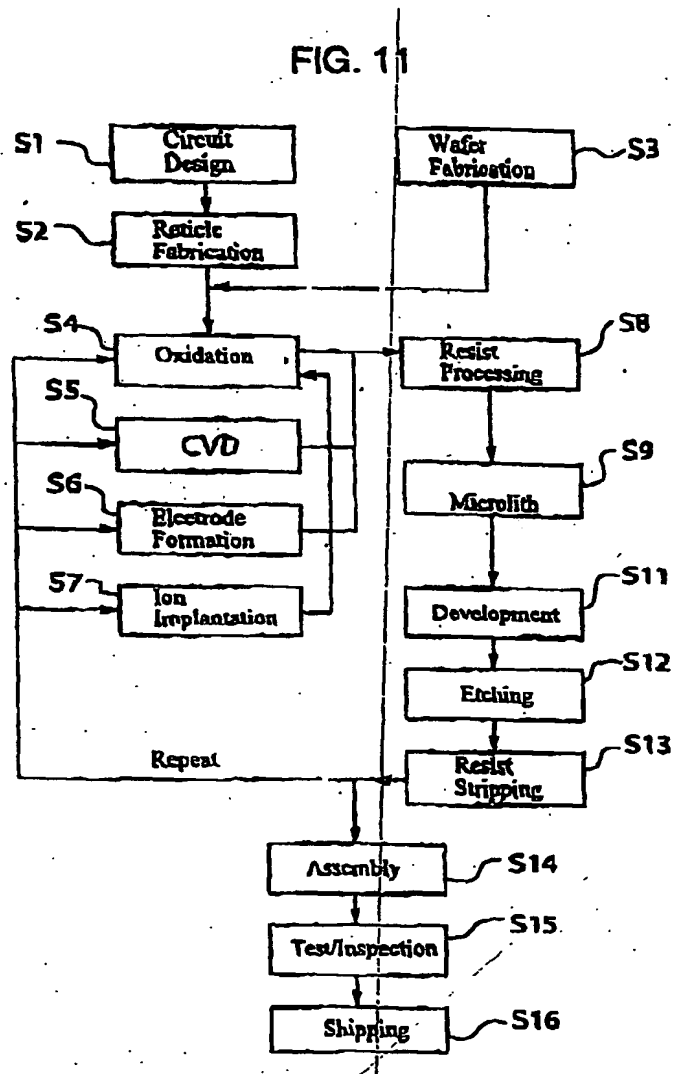 FIG. 11
S1
Circuit
Design
Wafer
Fabrication
S3
S2
Reticle
Fabrication
S4
Oxidation
Resist
Processing
S8
S5
CVD
S9
Microlith
S6
Electrode
Formation
S7
Ion
Implantation
S11
Development
S12
Etching
S13
Resist
Stripping
Repeat
Assembly
S14
Test/Inspection
S15
Shipping
S16